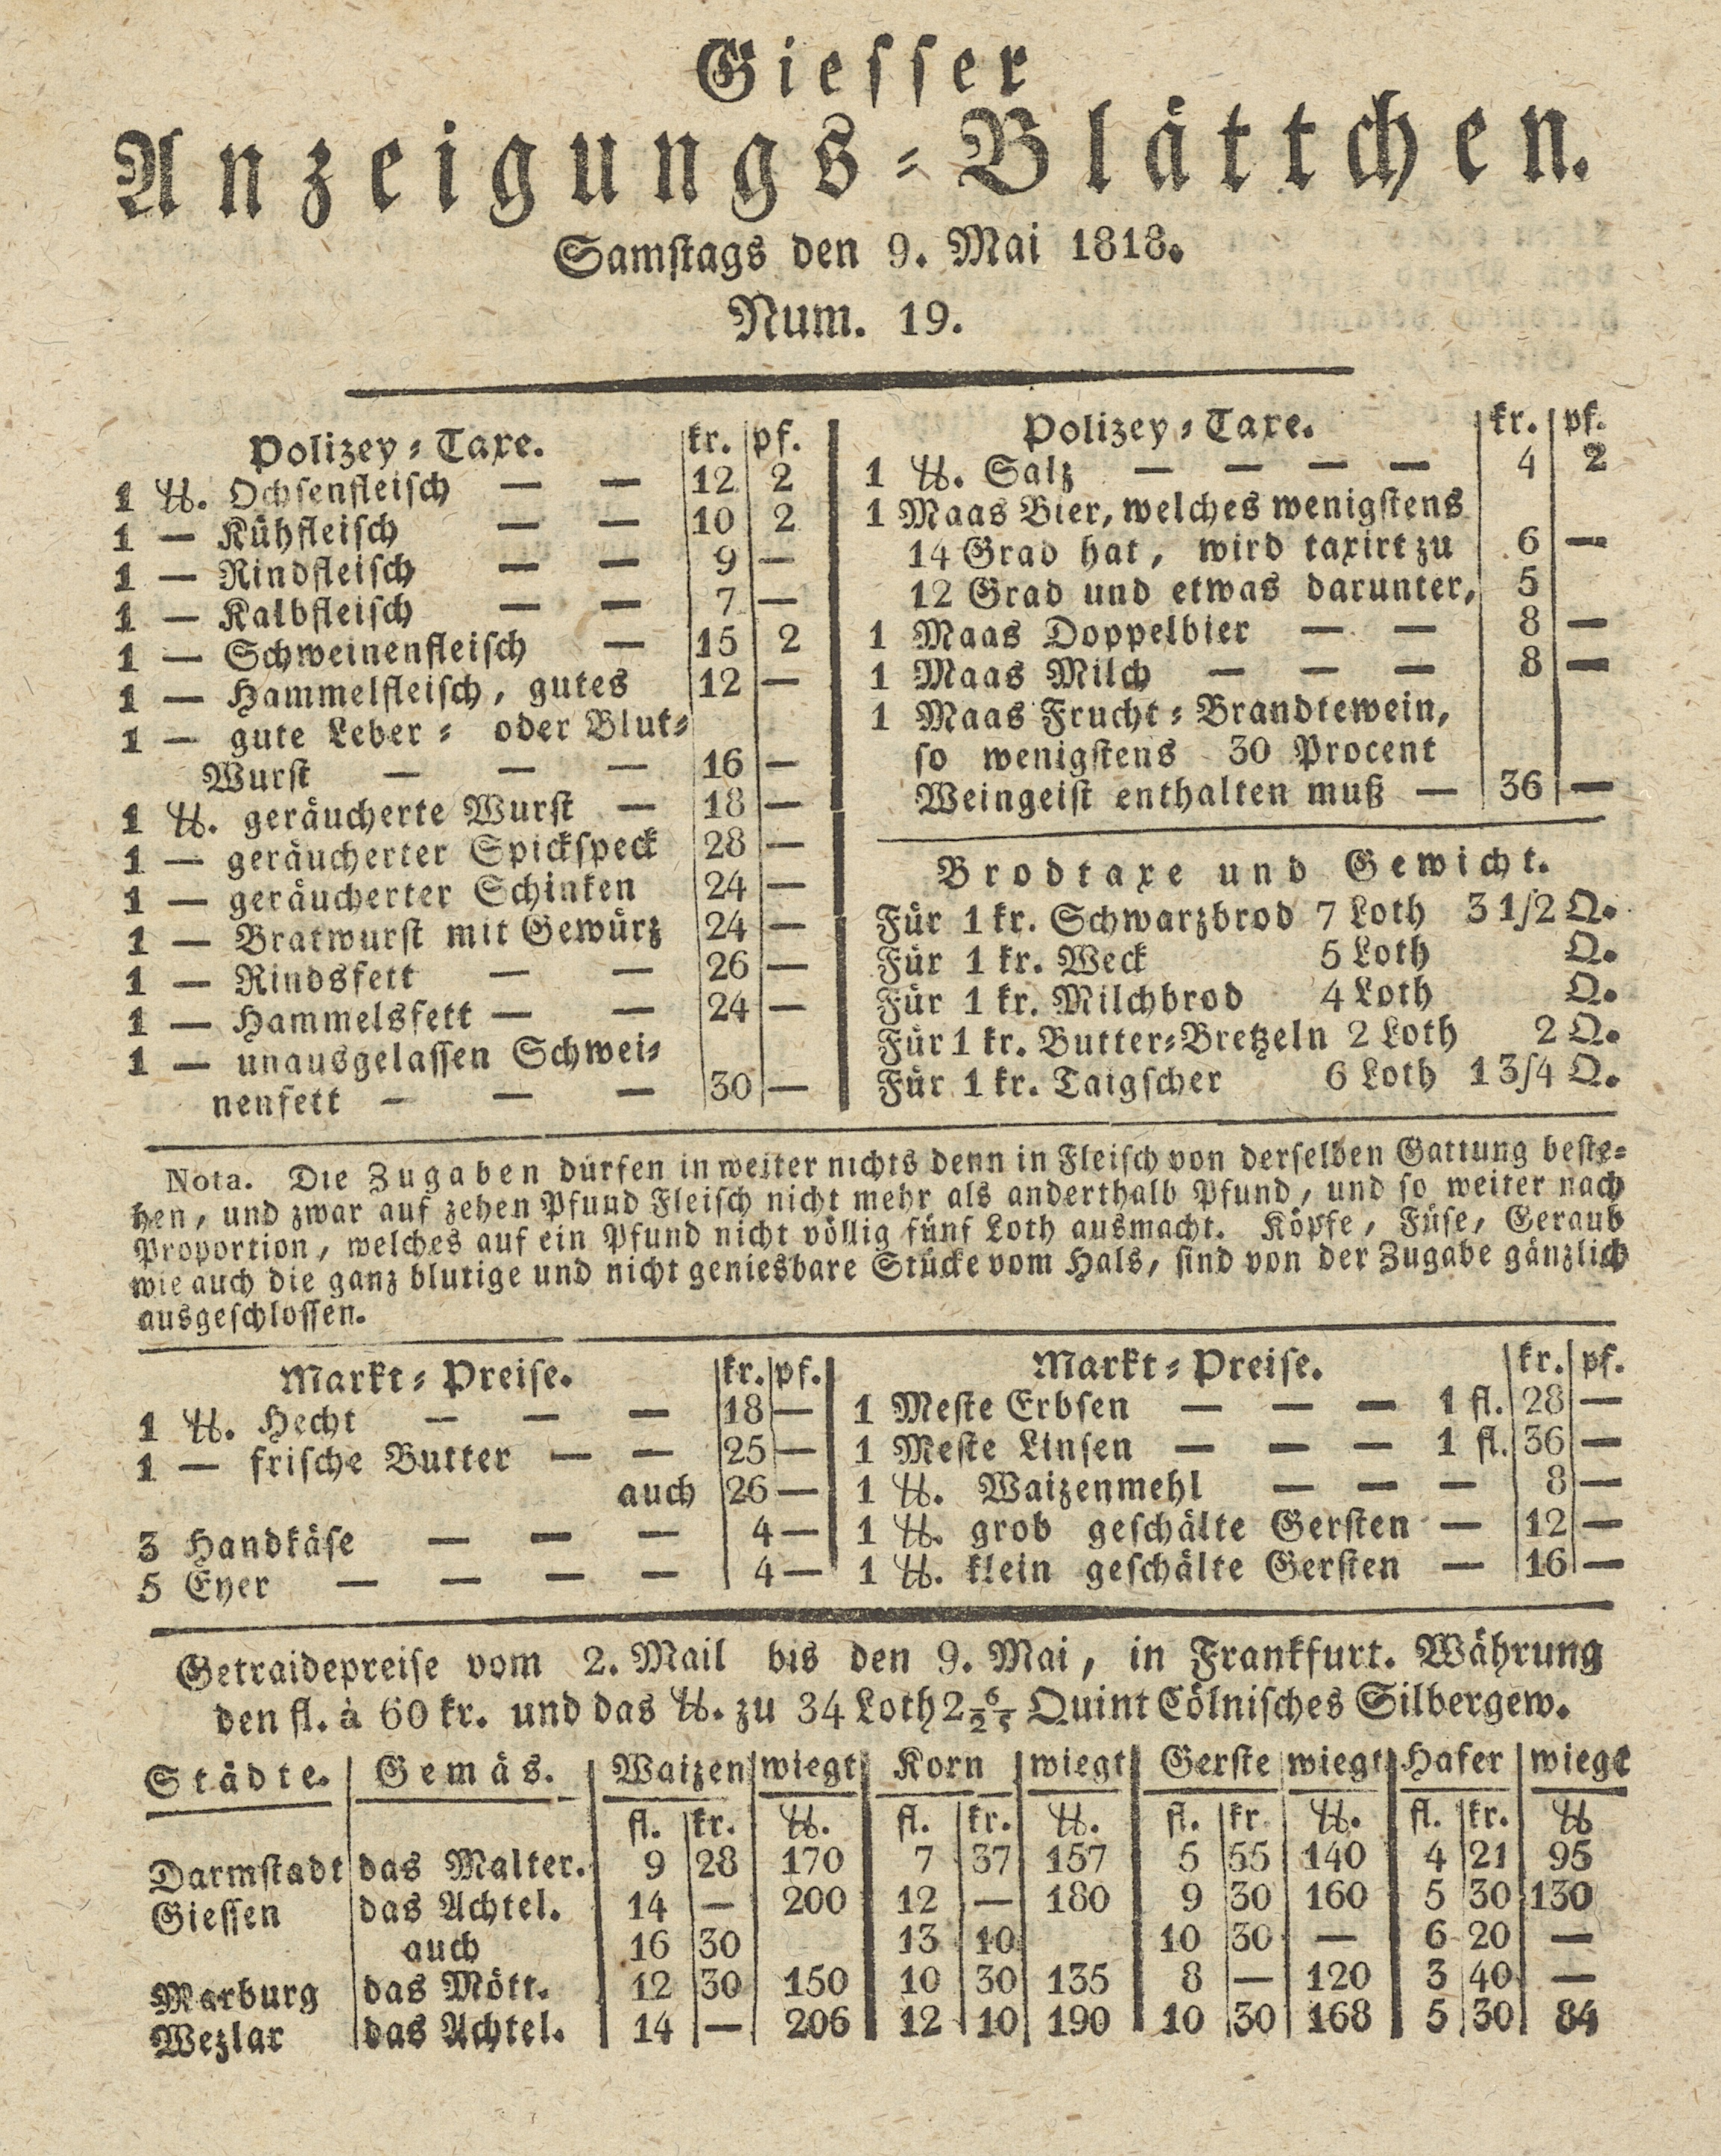 Giesser
Anzeigungs-Blättchen.
Samstags den 9. Mai 1818.
Num. 19.
Polizey-Taxe. kr. pf.
1 ℔. Ochsenfleisch — — 12 2
1 — Kühfleisch — — 10 2
1 — Rindfleisch — — 9 —
1 — Kalbfleisch — — 7 —
1 — Schweinenfleisch — 15 2
1 — Hammelfleisch, gutes 12 —
1 — gute Leber- oder Blut-
Wurst — — — 16 —
1 ℔. geräucherte Wurst — 18 —
1 — geräucherter Spickspeck 28 —
1 — geräucherter Schinken 24 —
1 — Bratwurst mit Gewürz 24 —
1 — Rindsfett — — 26 —
1 — Hammelsfett — — 24 —
1 — unausgelassen Schwei-
nenfett — — — 30 —
Polizey-Taxe. kr. pf.
1 ℔. Salz — — — — 4 2
1 Maas Bier, welches wenigstens
14 Grad hat, wird taxirt zu 6 —
12 Grad und etwas darunter, 5
1 Maas Doppelbier — — 8 —
1 Maas Milch — — — 8 —
1 Maas Frucht-Brandtewein,
so wenigstens 30 Procent
Weingeist enthalten muß — 36 —
Brodtaxe und Gewicht.
Für 1 kr. Schwarzbrod 7 Loth 3 1/2 Q.
Für 1 kr. Weck 5 Loth Q.
Für 1 kr. Milchbrod 4 Loth Q.
Für 1 kr. Butter-Bretzeln 2 Loth 2 Q.
Für 1 kr. Taigscher 6 Loth 1 3/4 Q.
Nota. Die Zugaben dürfen in weiter nichts denn in Fleisch von derselben Gattung beste-
hen, und zwar auf zehen Pfund Fleisch nicht mehr als anderthalb Pfund, und so weiter nach
Proportion, welches auf ein Pfund nicht völlig fünf Loth ausmacht. Köpfe, Füse, Geraub
wie auch die ganz blutige und nicht geniesbare Stücke vom Hals, sind von der Zugabe gänzlich
ausgeschlossen.
Markt-Preise. kr. pf.
1 ℔. Hecht — — — 18 —
1 — frische Butter — — 25 —
auch 26 —
3 Handkäse — — — 4 —
5 Eyer — — — — 4 —
Markt-Preise. kr. pf.
1 Meste Erbsen — — — 1 fl. 28 —
1 Meste Linsen — — — 1 fl. 36 —
1 ℔. Waizenmehl — — — 8 —
1 ℔. grob geschälte Gersten — 12 —
1 ℔. klein geschälte Gersten — 16 —
Getraidepreise vom 2. Mail bis den 9. Mai, in Frankfurt. Währung
den fl. à 60 kr. und das ℔. zu 34 Loth 2 6/25 Quint Cölnisches Silbergew.
Städte. Gemäs. Waizen wiegt Korn wiegt Gerste wiegt Hafer wiegt
fl. kr. ℔. fl. kr. ℔. fl. kr. ℔. fl. kr. ℔
Darmstadt das Malter. 9 28 170 7 37 157 5 55 140 4 21 95
Giessen das Achtel. 14 — 200 12 — 180 9 30 160 5 30 130
auch 16 30 13 10 10 30 — 6 20 —
Marburg das Mött. 12 30 150 10 30 135 8 — 120 3 40 —
Wezlar das Achtel. 14 — 206 12 10 190 10 30 168 5 30 84